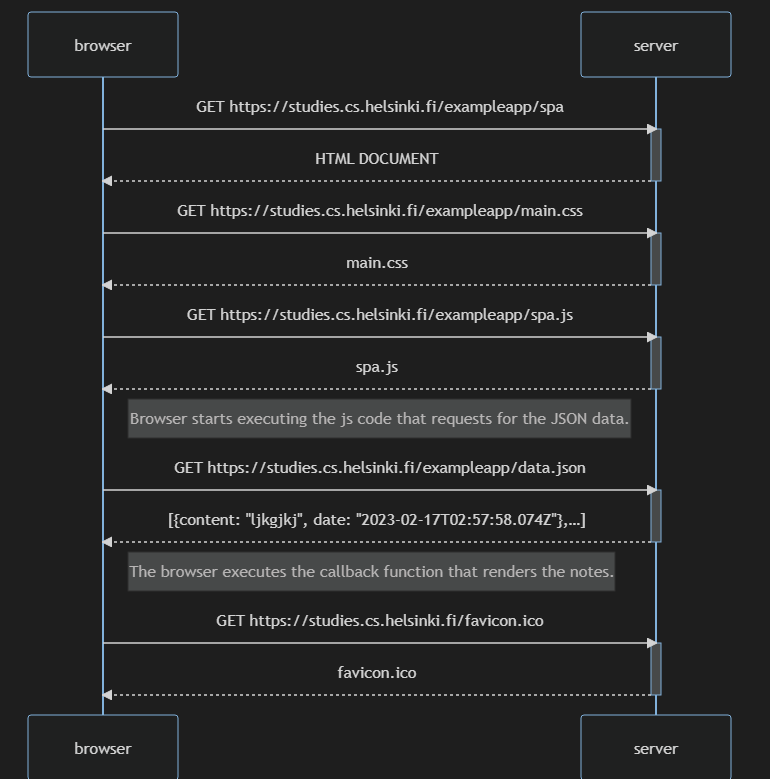 browser
server
GET https://studies.cs.helsinki.fi/exampleapp/spa
HTML DOCUMENT
GET https://studies.cs.helsinki.fi/exampleapp/main.css
main.css
GET https://studies.cs.helsinki.fi/exampleapp/spa.js
spa.js
Browser starts executing the js code that requests for the JSON data.
GET https://studies.cs.helsinki.fi/exampleapp/data.json
[{content: "ljkgjkj", date: "2023-02-17T02:57:58.074Z"},...]
The browser executes the callback function that renders the notes.
GET https://studies.cs.helsinki.fi/favicon.ico
favicon.ico
browser
server